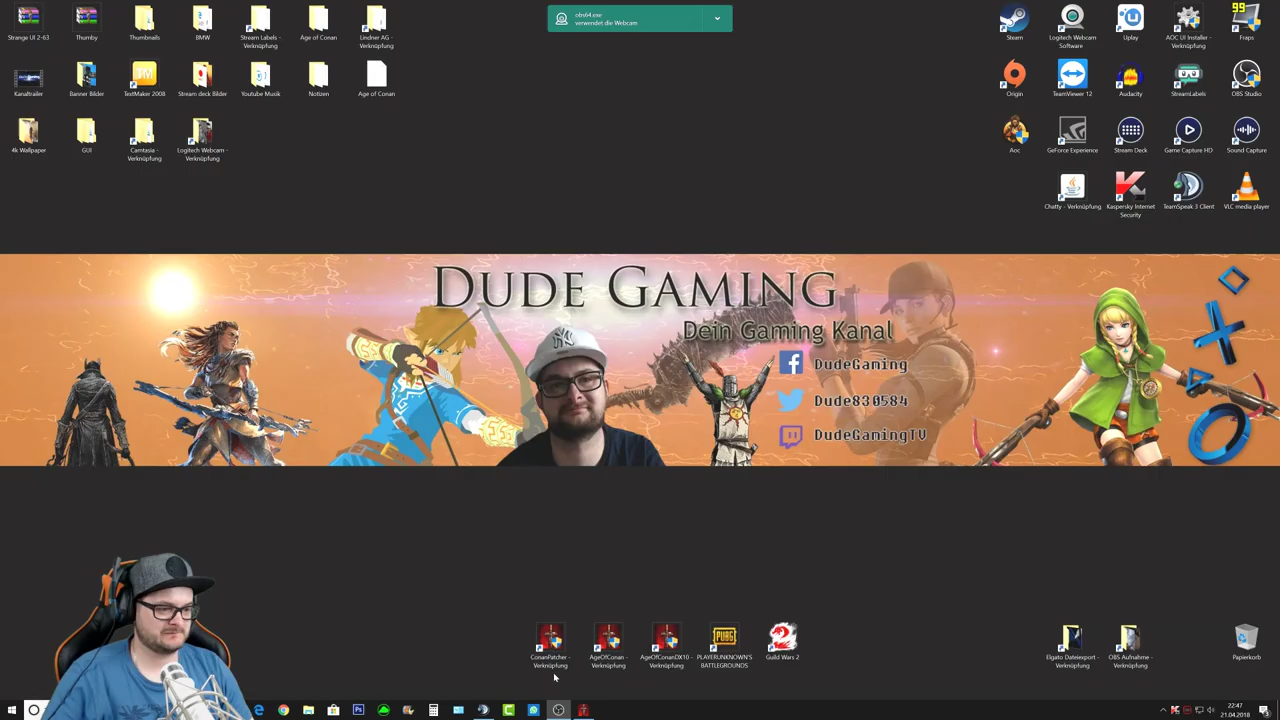 obs64.exe
verwendet die Webcam
99
Strange UI 2-63
Thumby
Thumbnails
BMW
Stream Labels -
Verknüpfung
Age of Conan
Lindner AG -
Verknüpfung
Steam
Logitech Webcam
Software
Uplay
AOC UI Installer -
Verknüpfung
Fraps
Kanaltrailer
Banner Bilder
TM
TextMaker 2008
Stream deck Bilder
Youtube Musik
Notizen
Age of Conan
Origin
TeamViewer 12
Audacity
StreamLabels
OBS Studio
4k Wallpaper
GUI
Camtasia -
Verknüpfung
Logitech Webcam -
Verknüpfung
Aoc
GeForce Experience
Stream Deck
Game Capture HD
Sound Capture
Chatty - Verknüpfung
Kaspersky Internet
Security
TeamSpeak 3 Client
VLC media player
Dude Gaming
Dein Gaming Kanal
DudeGaming
Dude830584
DudeGamingTV
PUBG
ConanPatcher -
Verknüpfung
AgeOfConan -
Verknüpfung
AgeOfConanDX10 -
Verknüpfung
PLAYERUNKNOWN'S
BATTLEGROUNDS
Guild Wars 2
Elgato Dateiexport -
Verknüpfung
OBS Aufnahme -
Verknüpfung
Papierkorb
22:47
21.04.2018